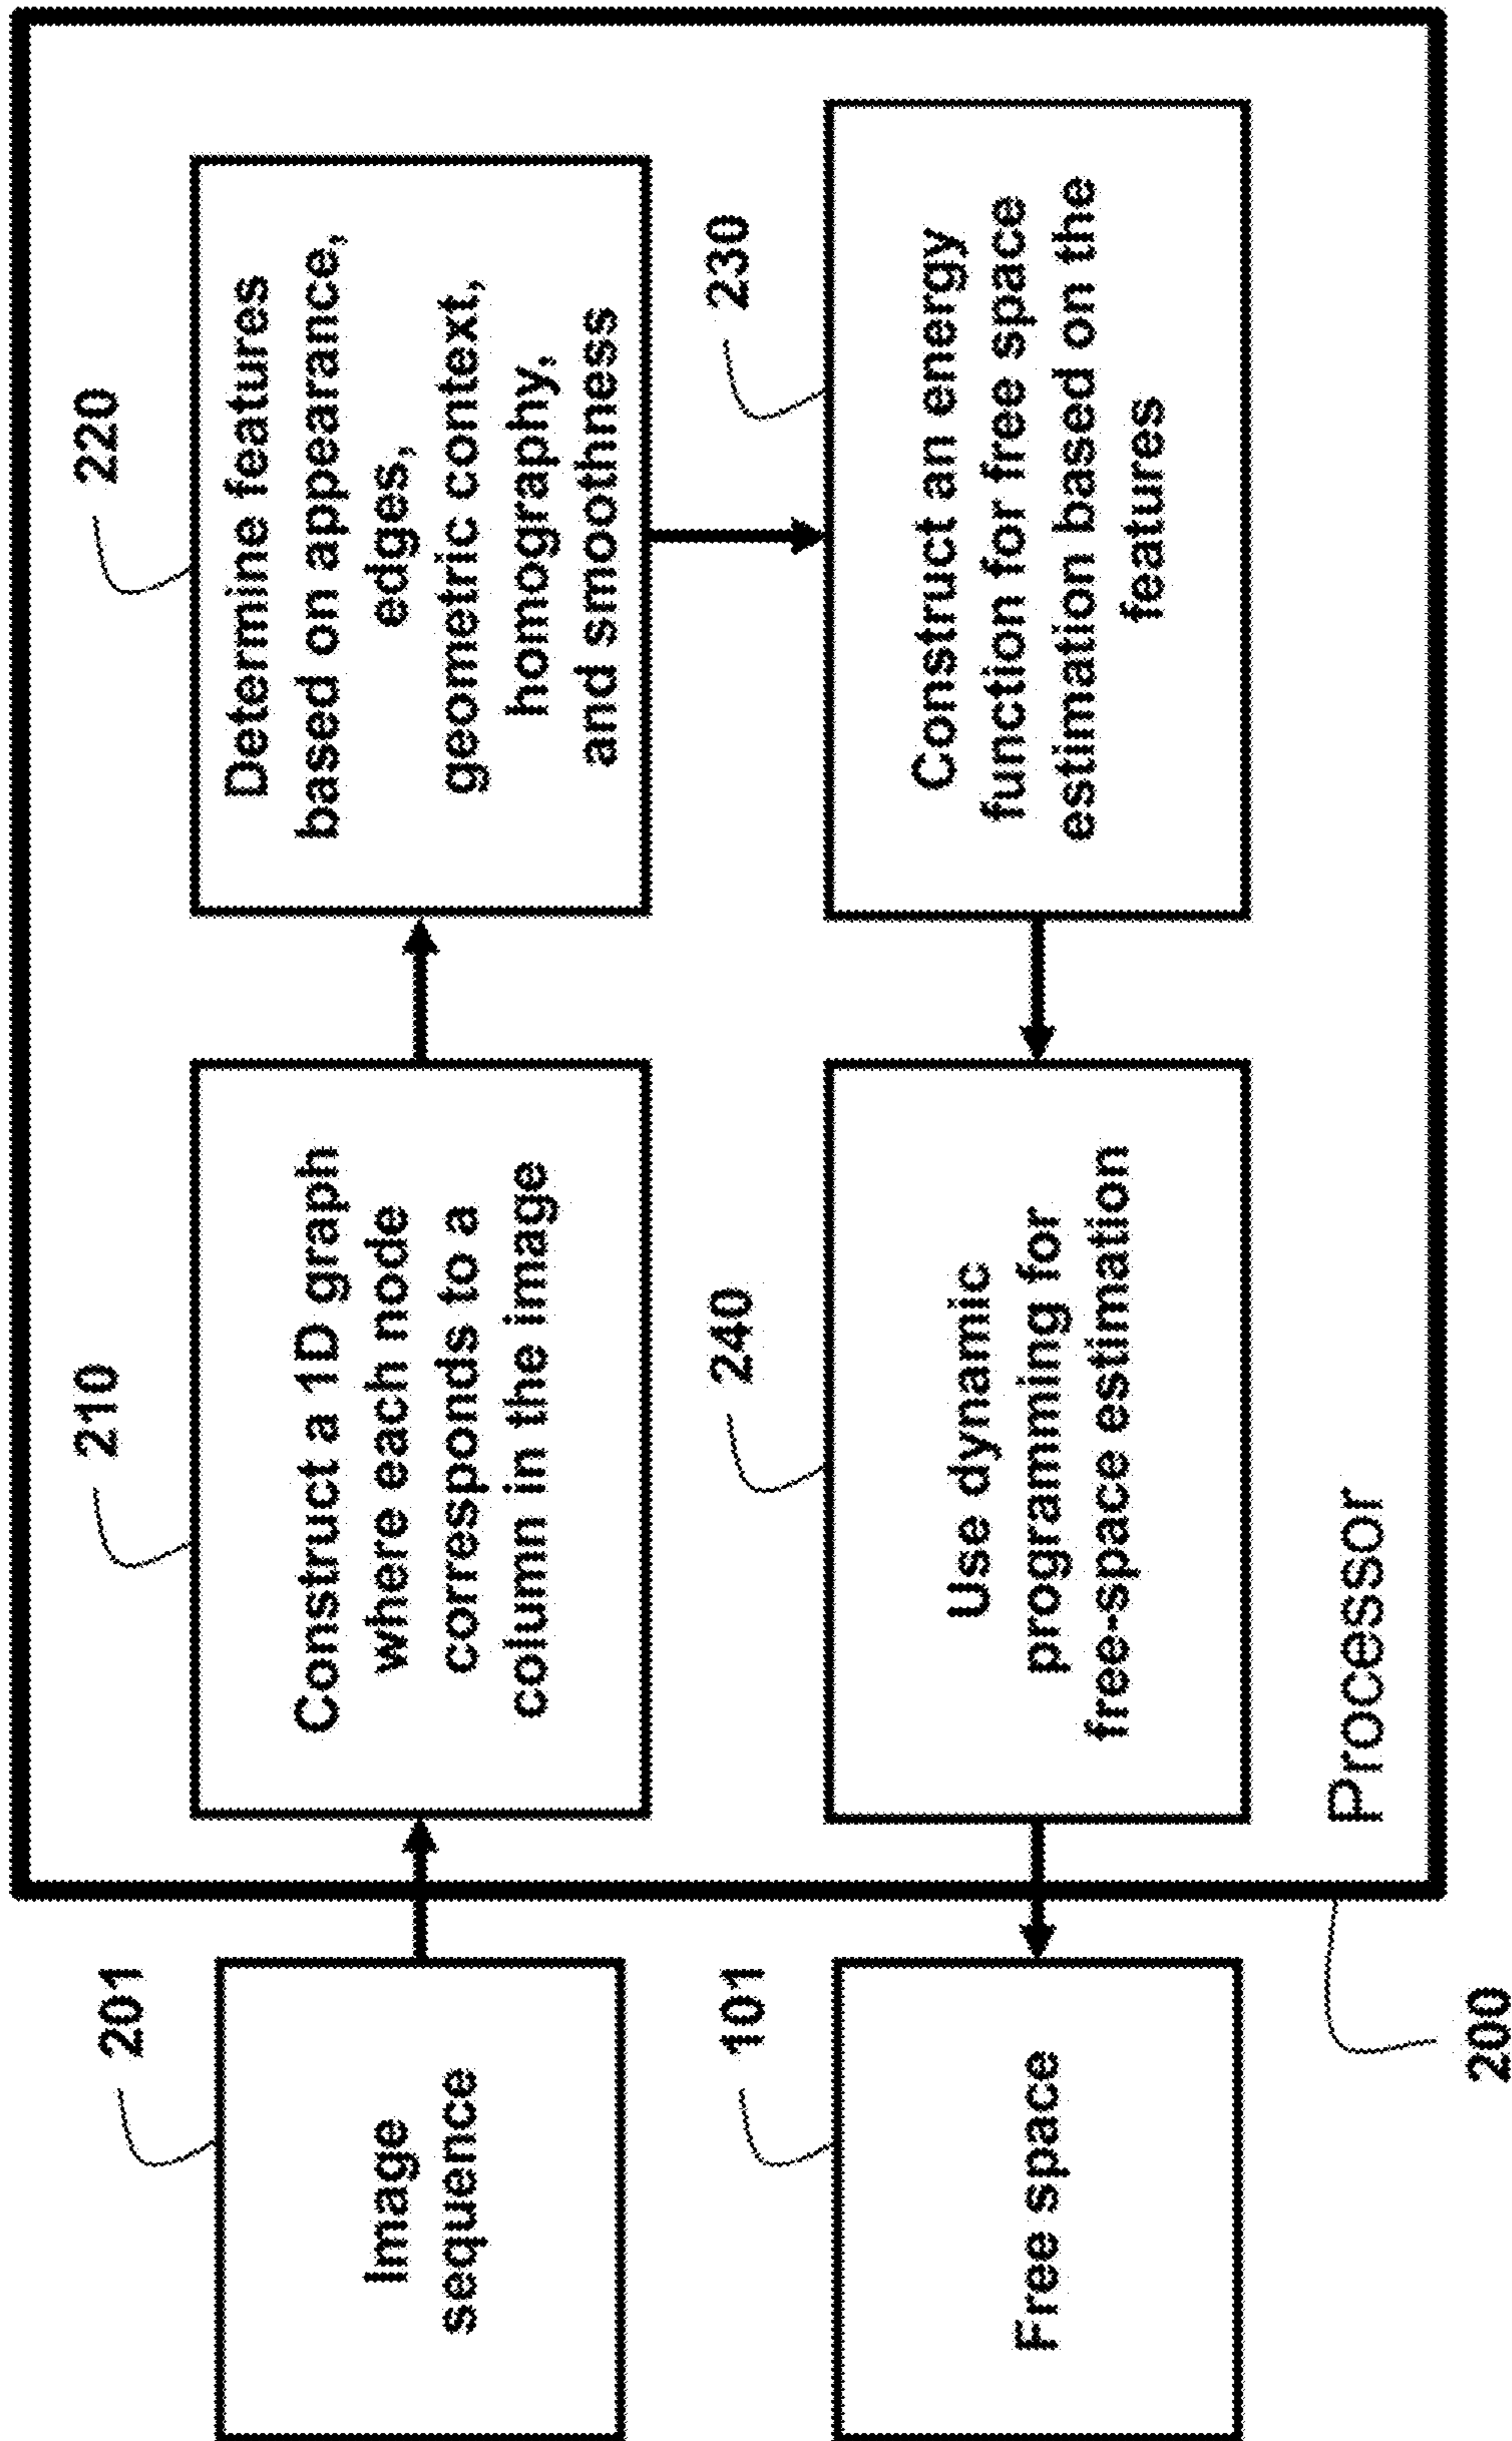 201
Image
sequence
210
Construct a 1D graph
where each node
corresponds to a
column in the image
220
Determine features
based on appearance,
edges,
geometric context,
homography,
and smoothness
101
Free space
240
Use dynamic
programming for
free-space estimation
230
Construct an energy
function for free space
estimation based on the
features
Processor
200